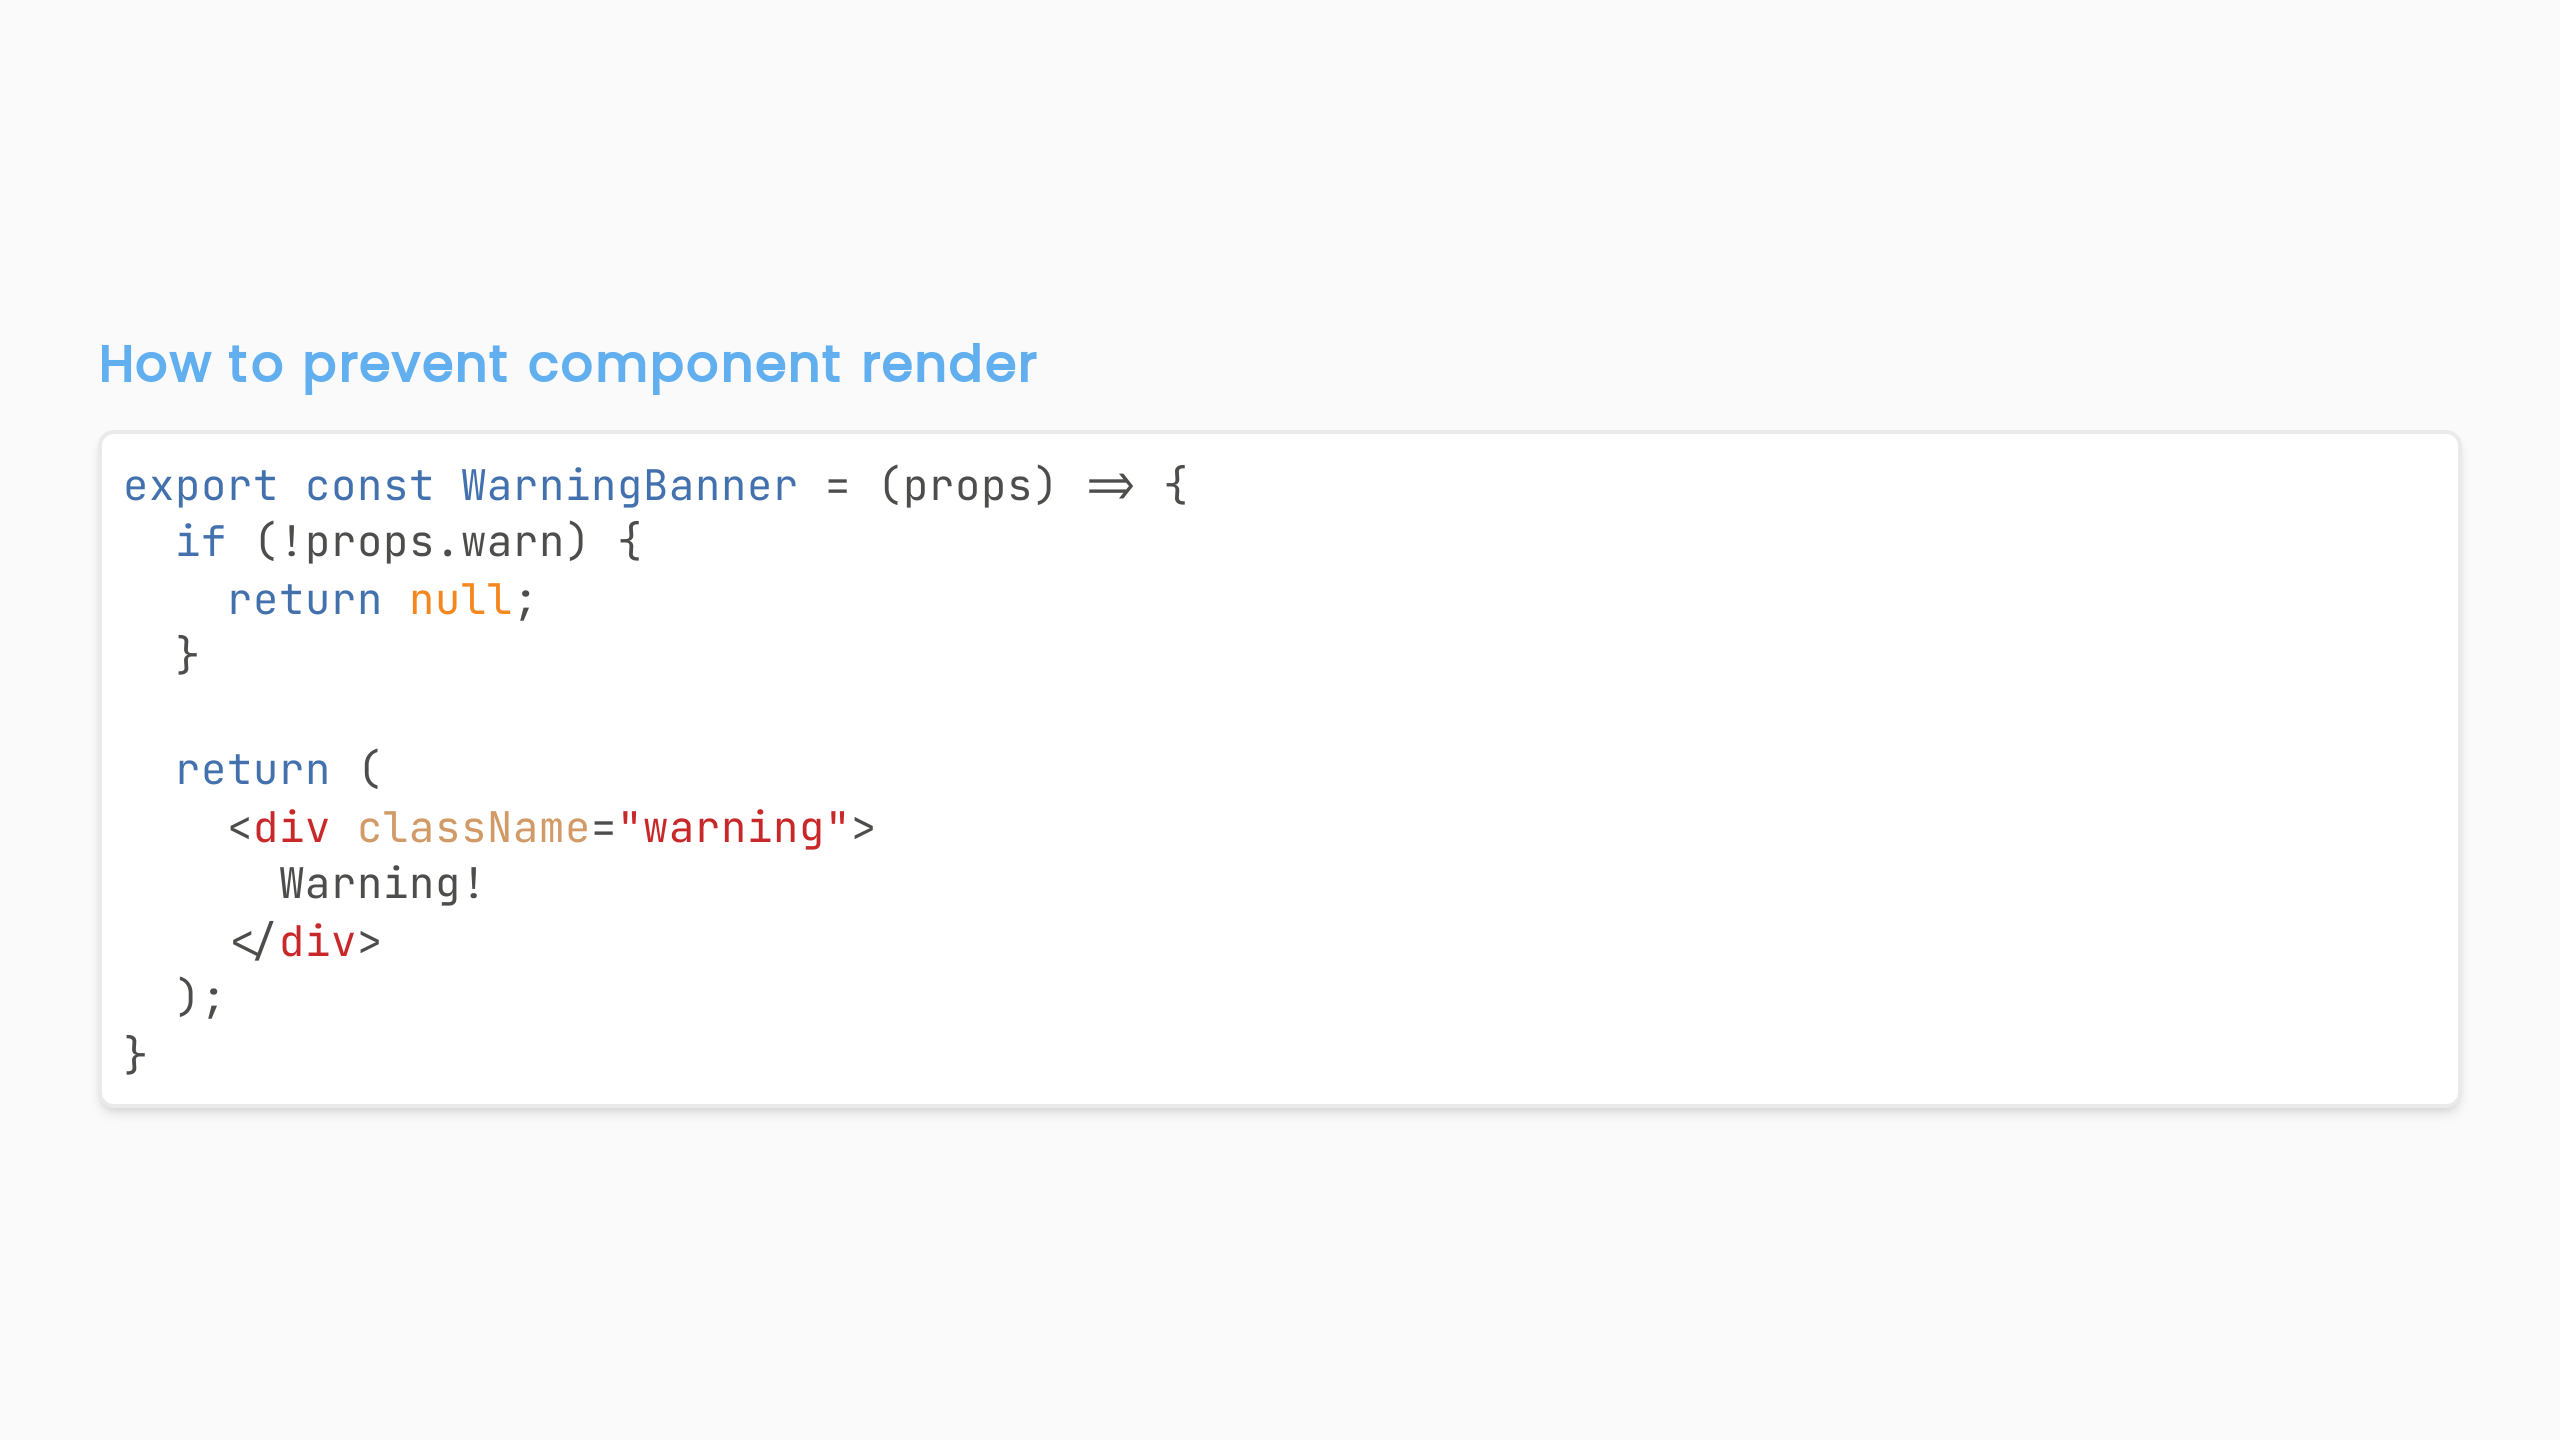 How to prevent component render
export const WarningBanner = (props) => {
  if (!props.warn) {
    return null;
  }

  return (
    <div className="warning">
      Warning!
    </div>
  );
}